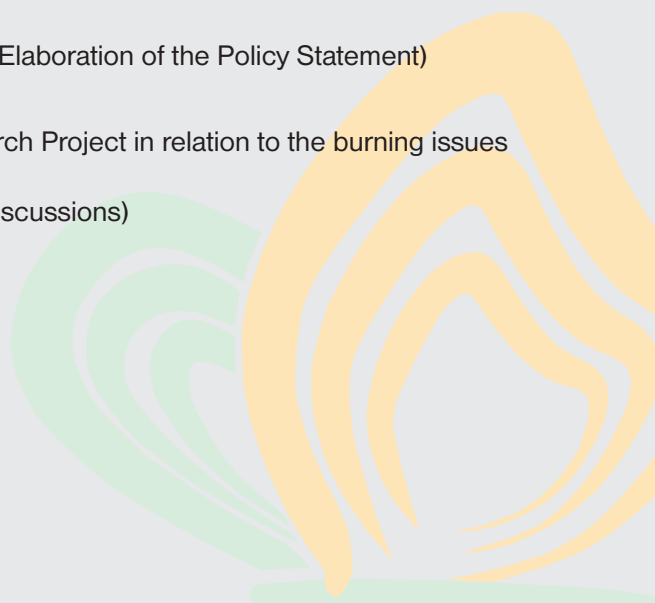 Elaboration of the Policy Statement)
rch Project in relation to the burning issues
scussions)